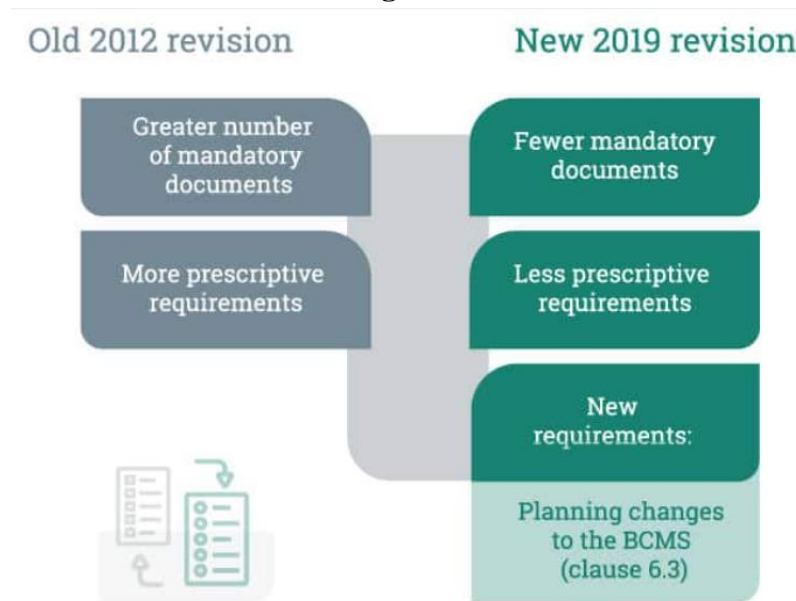 Old 2012 revision
New 2019 revision
Greater number
of mandatory
documents
Fewer mandatory
documents
More prescriptive
requirements
Less prescriptive
requirements
New
requirements:
Planning changes
to the BCMS
(clause 6.3)